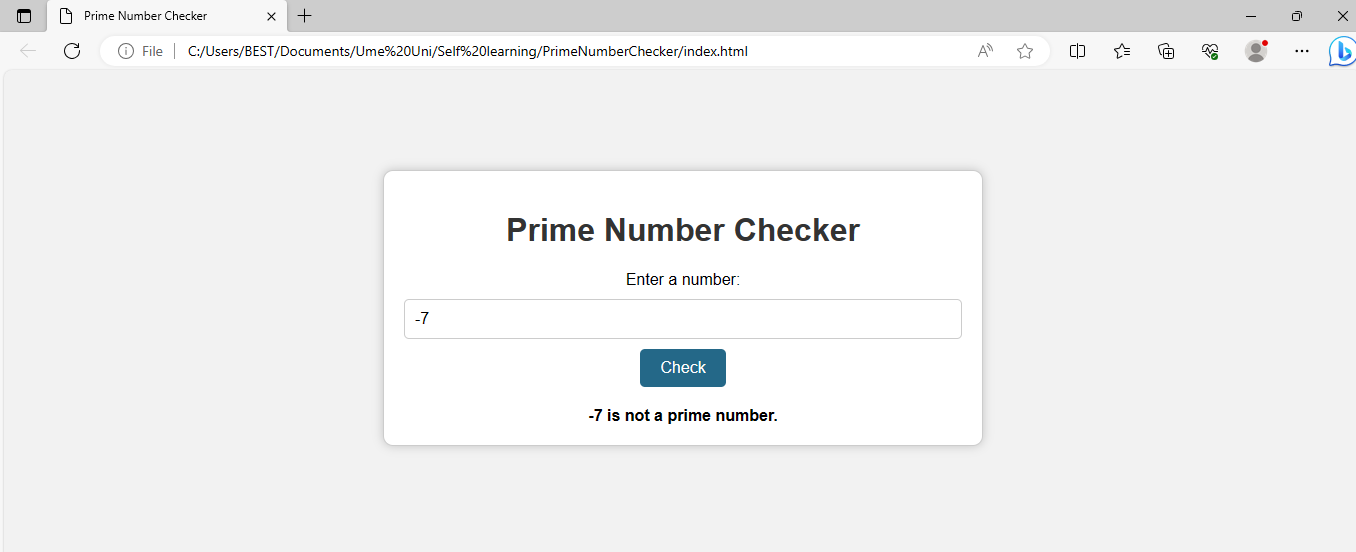 Prime Number Checker
File
C:/Users/BEST/Documents/Ume%20Uni/Self%20learning/PrimeNumberChecker/index.html
Prime Number Checker
Enter a number:
-7
Check
-7 is not a prime number.